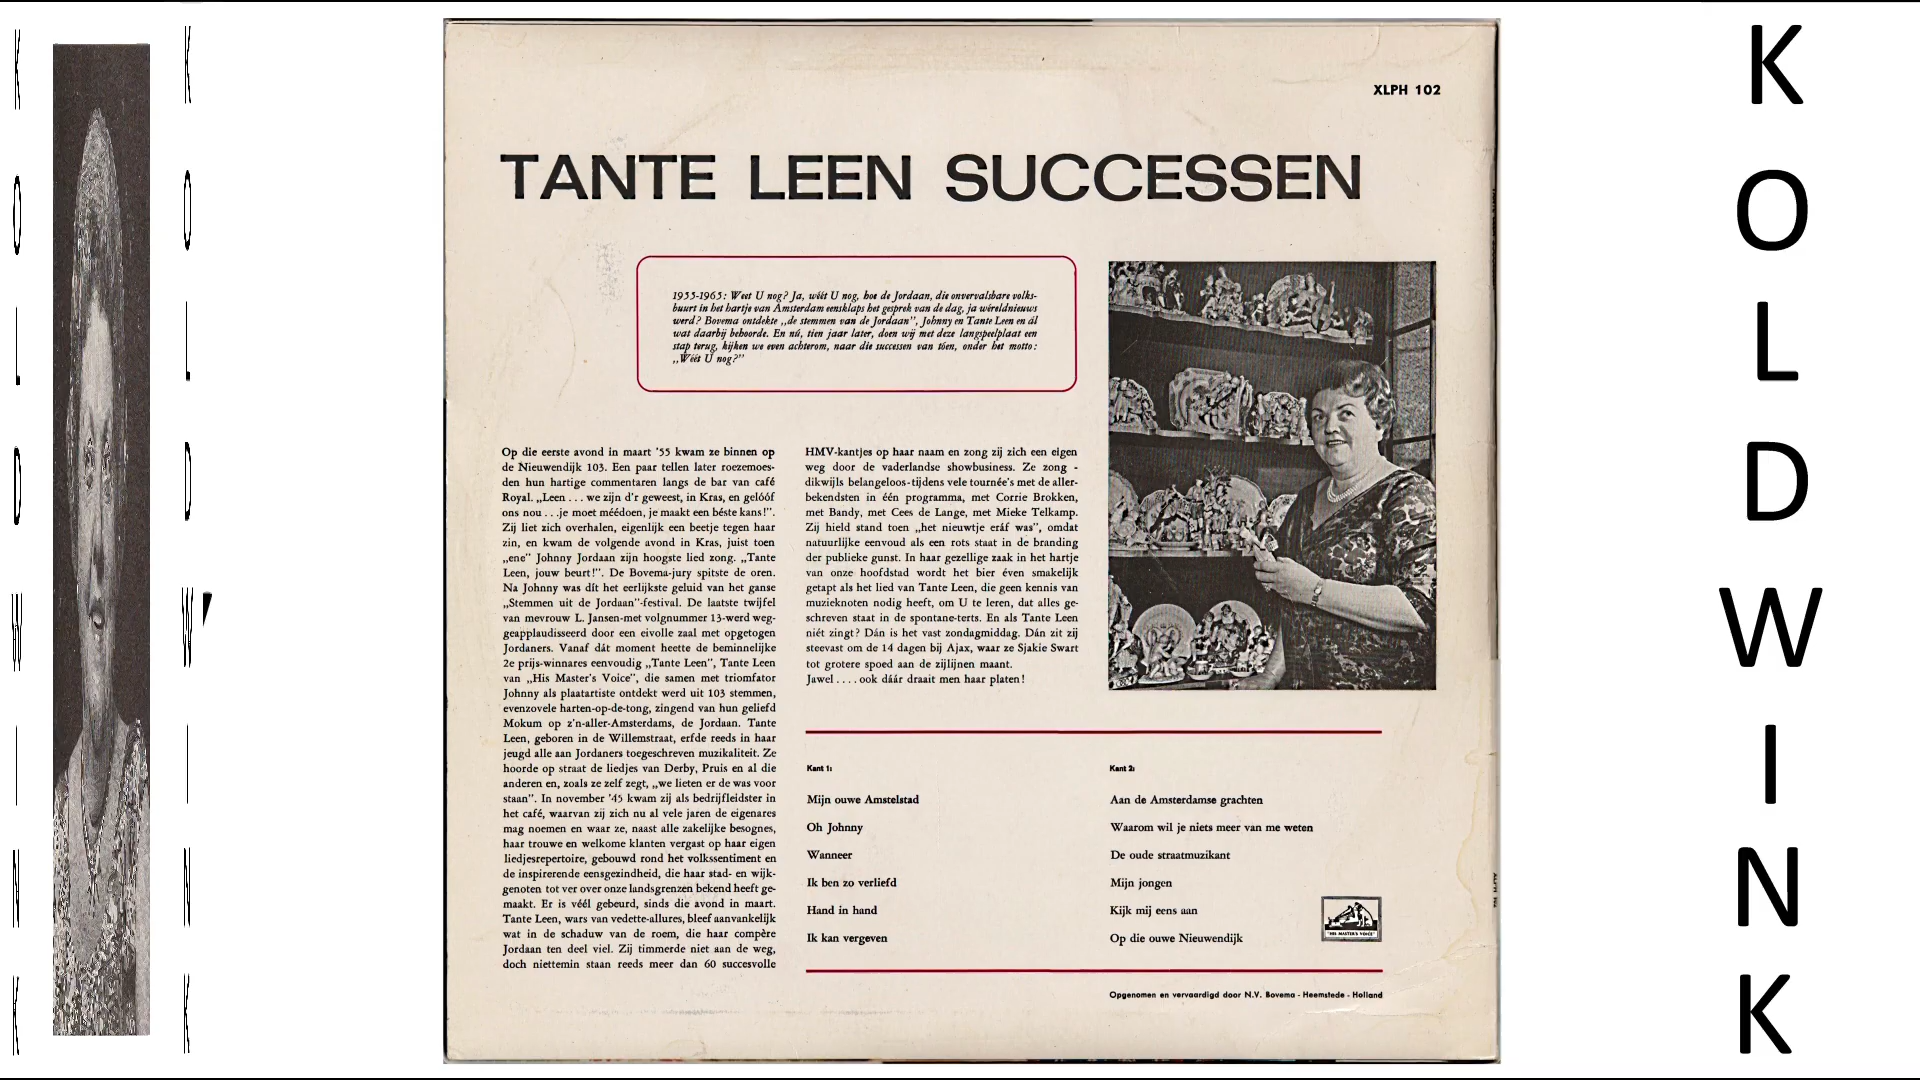 K
O
L
D
W
I
N
K
K
O
L
D
W
I
N
K
XLPH 102
TANTE LEEN SUCCESSEN
1955-1965: Weet U nog? Ja, wéét U nog, hoe de Jordaan, die onvervalsbare volks-
buurt in het hartje van Amsterdam eensklaps het gesprek van de dag, ja wéreldnieuws
werd? Bovema ontdekte „de stemmen van de Jordaan", Johnny en Tante Leen en ál
wat daarbij behoorde. En nú, tien jaar later, doen wij met deze langspeelplaat een
stap terug, kijken we even achterom, naar die successen van tóen, onder het motto:
„Wéét U nog?"
Op die eerste avond in maart '55 kwam ze binnen op
de Nieuwendijk 103. Een paar tellen later roezemoes-
den hun hartige commentaren langs de bar van café
Royal. „Leen . . . we zijn d'r geweest, in Kras, en gelóóf
ons nou . . .je moet méédoen, je maakt een béste kans!".
Zij liet zich overhalen, eigenlijk een beetje tegen haar
zin, en kwam de volgende avond in Kras, juist toen
„ene" Johnny Jordaan zijn hoogste lied zong. „Tante
Leen, jouw beurt!". De Bovema-jury spitste de oren.
Na Johnny was dít het eerlijkste geluid van het ganse
„Stemmen uit de Jordaan"-festival. De laatste twijfel
van mevrouw L. Jansen-met volgnummer 13-werd weg-
geapplaudisseerd door een eivolle zaal met opgetogen
Jordaners. Vanaf dát moment heette de beminnelijke
2e prijs-winnares eenvoudig „Tante Leen", Tante Leen
van „His Master's Voice", die samen met triomfator
Johnny als plaatartiste ontdekt werd uit 103 stemmen,
evenzovele harten-op-de-tong, zingend van hun geliefd
Mokum op z'n-aller-Amsterdams, de Jordaan. Tante
Leen, geboren in de Willemstraat, erfde reeds in haar
jeugd alle aan Jordaners toegeschreven muzikaliteit. Ze
hoorde op straat de liedjes van Derby, Pruis en al die
anderen en, zoals ze zelf zegt, „we lieten er de was voor
staan". In november '45 kwam zij als bedrijfleidster in
het café, waarvan zij zich nu al vele jaren de eigenares
mag noemen en waar ze, naast alle zakelijke besognes,
haar trouwe en welkome klanten vergast op haar eigen
liedjesrepertoire, gebouwd rond het volkssentiment en
de inspirerende eensgezindheid, die haar stad- en wijk-
genoten tot ver over onze landsgrenzen bekend heeft ge-
maakt. Er is véél gebeurd, sinds die avond in maart.
Tante Leen, wars van vedette-allures, bleef aanvankelijk
wat in de schaduw van de roem, die haar compère
Jordaan ten deel viel. Zij timmerde niet aan de weg,
doch niettemin staan reeds meer dan 60 succesvolle
HMV-kantjes op haar naam en zong zij zich een eigen
weg door de vaderlandse showbusiness. Ze zong -
dikwijls belangeloos-tijdens vele tournée's met de aller-
bekendsten in één programma, met Corrie Brokken,
met Bandy, met Cees de Lange, met Mieke Telkamp.
Zij hield stand toen „het nieuwtje eráf was", omdat
natuurlijke eenvoud als een rots staat in de branding
der publieke gunst. In haar gezellige zaak in het hartje
van onze hoofdstad wordt het bier éven smakelijk
getapt als het lied van Tante Leen, die geen kennis van
muzieknoten nodig heeft, om U te leren, dat alles ge-
schreven staat in de spontane-terts. En als Tante Leen
niét zingt? Dán is het vast zondagmiddag. Dán zit zij
steevast om de 14 dagen bij Ajax, waar ze Sjakie Swart
tot grotere spoed aan de zijlijnen maant.
Jawel . . . . ook dáár draait men haar platen!
Kant 1:
Mijn ouwe Amstelstad
Oh Johnny
Wanneer
Ik ben zo verliefd
Hand in hand
Ik kan vergeven
Kant 2:
Aan de Amsterdamse grachten
Waarom wil je niets meer van me weten
De oude straatmuzikant
Mijn jongen
Kijk mij eens aan
Op die ouwe Nieuwendijk
"HIS MASTER'S VOICE"
Opgenomen en vervaardigd door N.V. Bovema - Heemstede - Holland
K
O
L
D
W
I
N
K